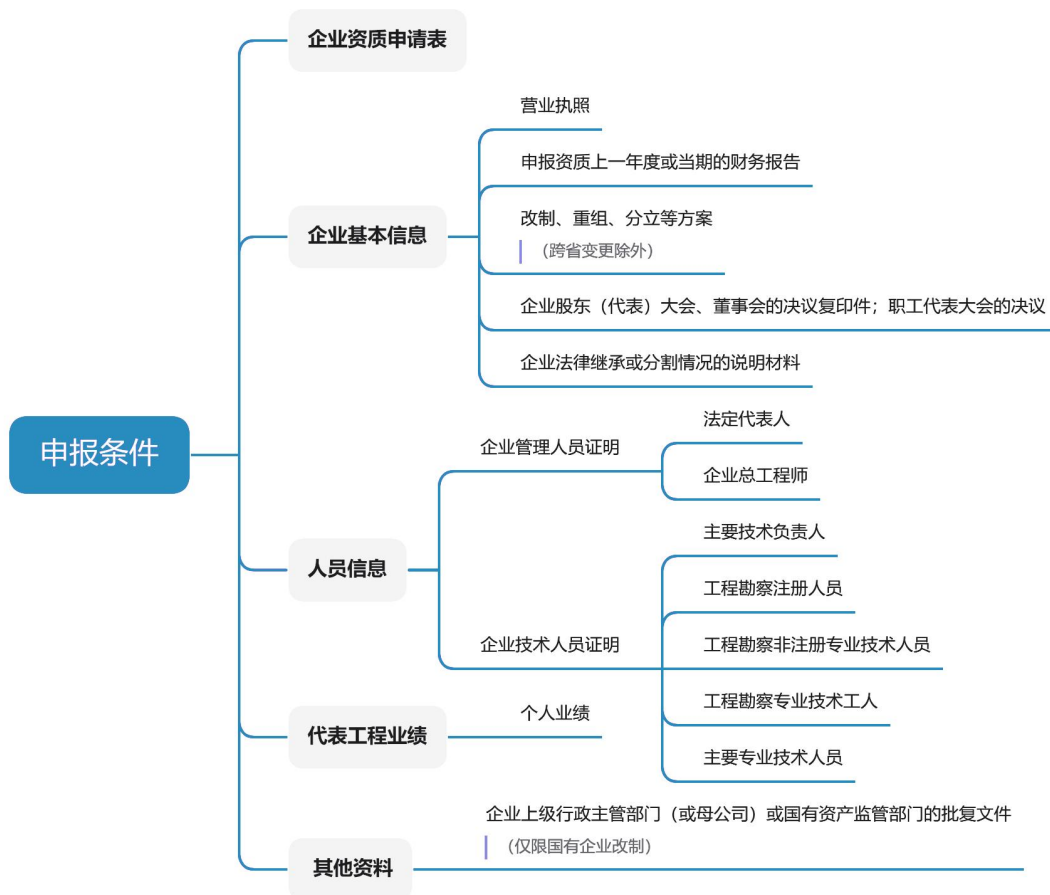 申报条件
企业资质申请表
企业基本信息
营业执照
申报资质上一年度或当期的财务报告
改制、重组、分立等方案
（跨省变更除外）
企业股东（代表）大会、董事会的决议复印件；职工代表大会的决议
企业法律继承或分割情况的说明材料
人员信息
企业管理人员证明
法定代表人
企业总工程师
企业技术人员证明
主要技术负责人
工程勘察注册人员
工程勘察非注册专业技术人员
工程勘察专业技术工人
主要专业技术人员
代表工程业绩
个人业绩
其他资料
企业上级行政主管部门（或母公司）或国有资产监管部门的批复文件
（仅限国有企业改制）